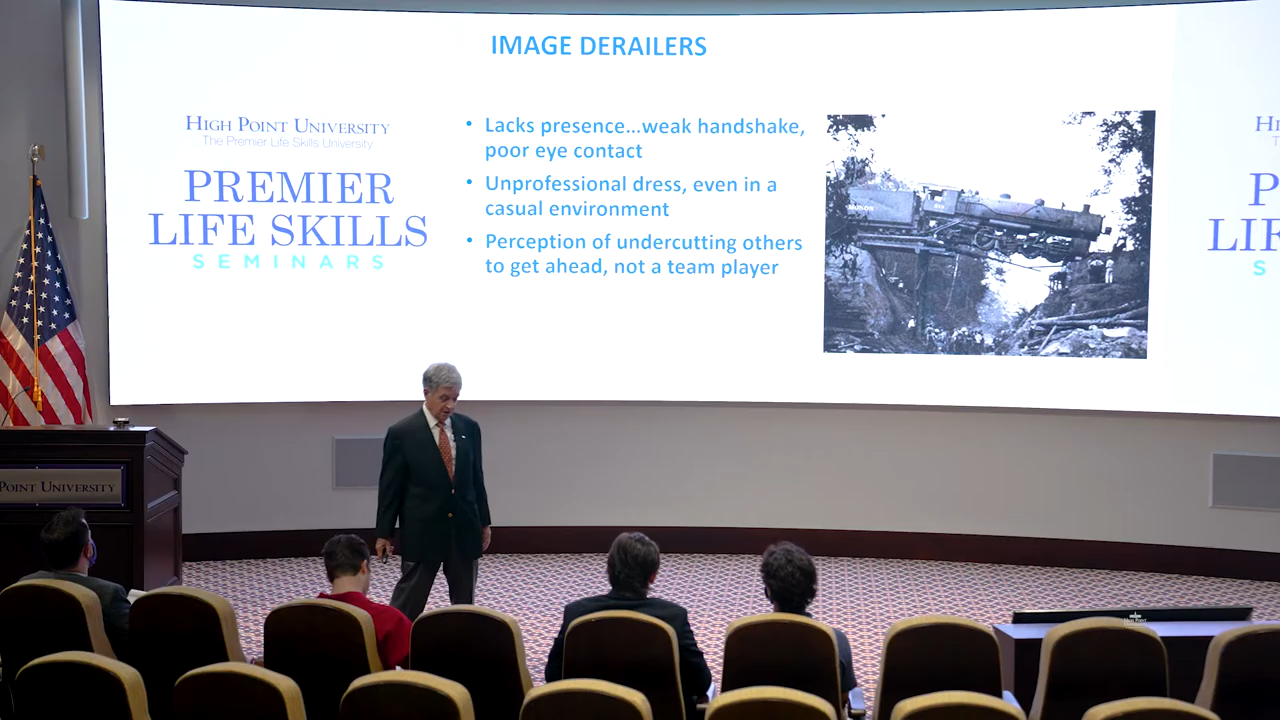 IMAGE DERAILERS
HIGH POINT UNIVERSITY
The Premier Life Skills University
PREMIER
LIFE SKILLS
SEMINARS
• Lacks presence...weak handshake,
poor eye contact
• Unprofessional dress, even in a
casual environment
• Perception of undercutting others
to get ahead, not a team player
MONON
POINT UNIVERSITY